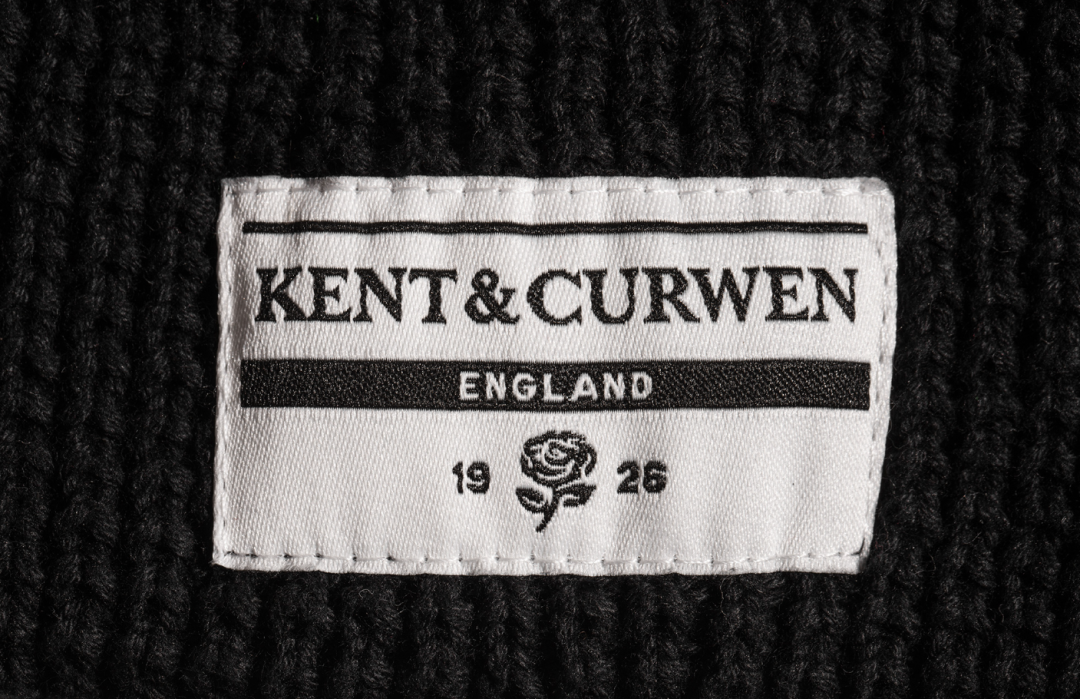 KENT & CURWEN
ENGLAND
19 26